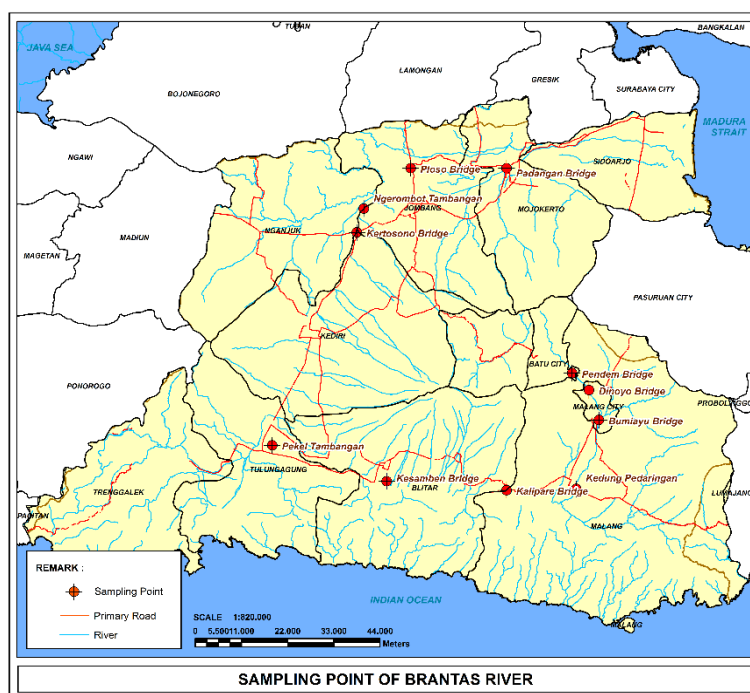 TUBAN
BANGKALAN
JAVA SEA
LAMONGAN
GRESIK
SURABAYA CITY
BOJONEGORO
MADURA
STRAIT
NGAWI
SIDOARJO
Ploso Bridge
Padangan Bridge
Ngerombot Tambangan
JOMBANG
MOJOKERTO
MADIUN
NGANJUK
Kertosono Bridge
MAGETAN
PASURUAN CITY
KEDIRI
BATU CITY
Pendem Bridge
PONOROGO
Dinoyo Bridge
PROBOLINGGO
MALANG CITY
Bumiayu Bridge
Pekel Tambangan
TULUNGAGUNG
Kesamben Bridge
BLITAR
Kedung Pedaringan
Kalipare Bridge
TRENGGALEK
LUMAJANG
PACITAN
MALANG
REMARK :
Sampling Point
Primary Road
River
INDIAN OCEAN
SCALE 1:820.000
0 5,500 11.000 22.000 33.000 44.000
Meters
MALANG
SAMPLING POINT OF BRANTAS RIVER